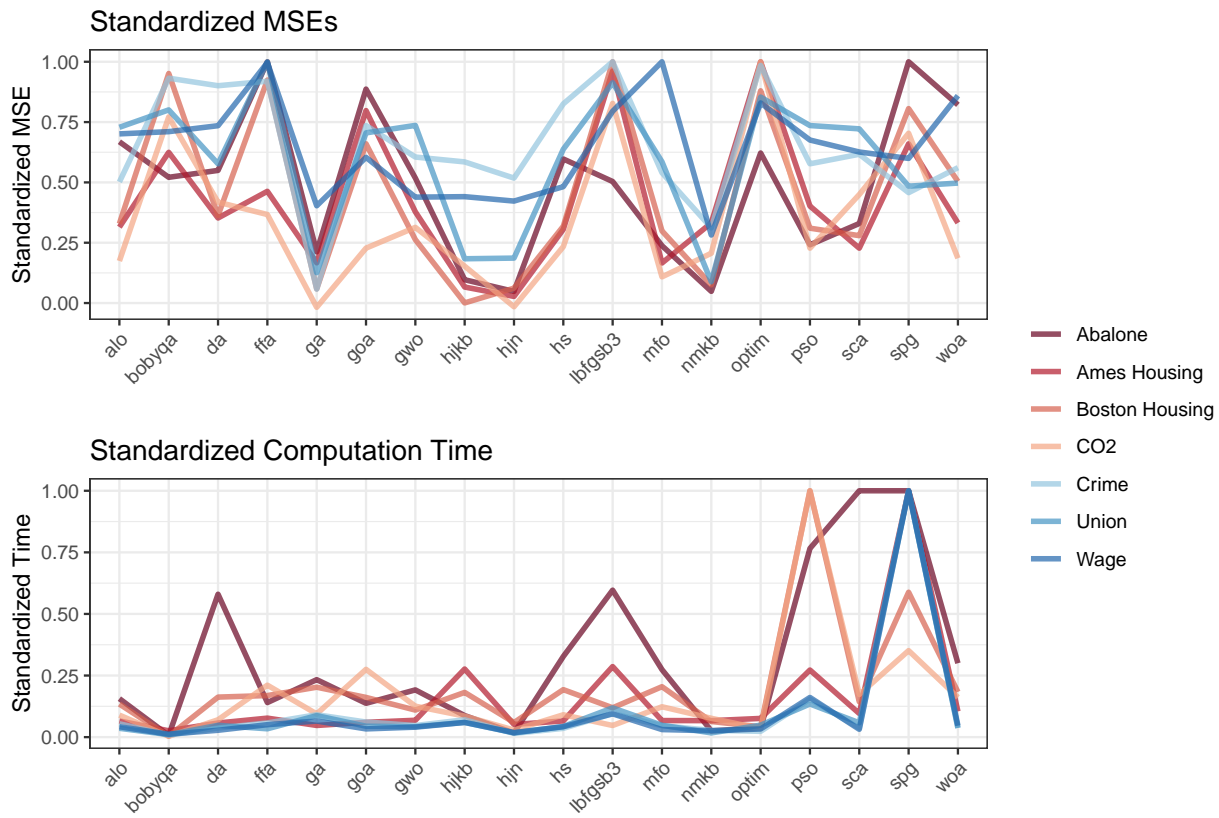 Standardized MSEs
Standardized MSE
1.00
0.75
0.50
0.25
0.00
alo bobyqa da ffa ga goa gwo hjkb hjn hs lbfgsb3 mfo nmkb optim pso sca spg woa
Standardized Computation Time
Standardized Time
1.00
0.75
0.50
0.25
0.00
alo bobyqa da ffa ga goa gwo hjkb hjn hs lbfgsb3 mfo nmkb optim pso sca spg woa
Abalone
Ames Housing
Boston Housing
CO2
Crime
Union
Wage